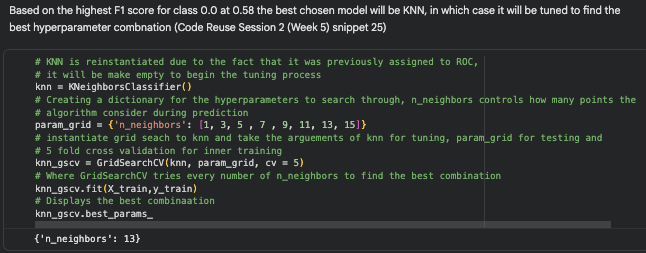 Based on the highest F1 score for class 0.0 at 0.58 the best chosen model will be KNN, in which case it will be tuned to find the
best hyperparameter combnation (Code Reuse Session 2 (Week 5) snippet 25)
# KNN is reinstantiated due to the fact that it was previously assigned to ROC,
# it will be make empty to begin the tuning process
knn = KNeighborsClassifier()
# Creating a dictionary for the hyperparameters to search through, n_neighbors controls how many points the
# algorithm consider during prediction
param_grid = {'n_neighbors': [1, 3, 5 , 7 , 9, 11, 13, 15]}
# instantiate grid seach to knn and take the arguements of knn for tuning, param_grid for testing and
# 5 fold cross validation for inner training
knn_gscv = GridSearchCV(knn, param_grid, cv = 5)
# Where GridSearchCV tries every number of n_neighbors to find the best combination
knn_gscv.fit(X_train,y_train)
# Displays the best combinaation
knn_gscv.best_params_
{'n_neighbors': 13}